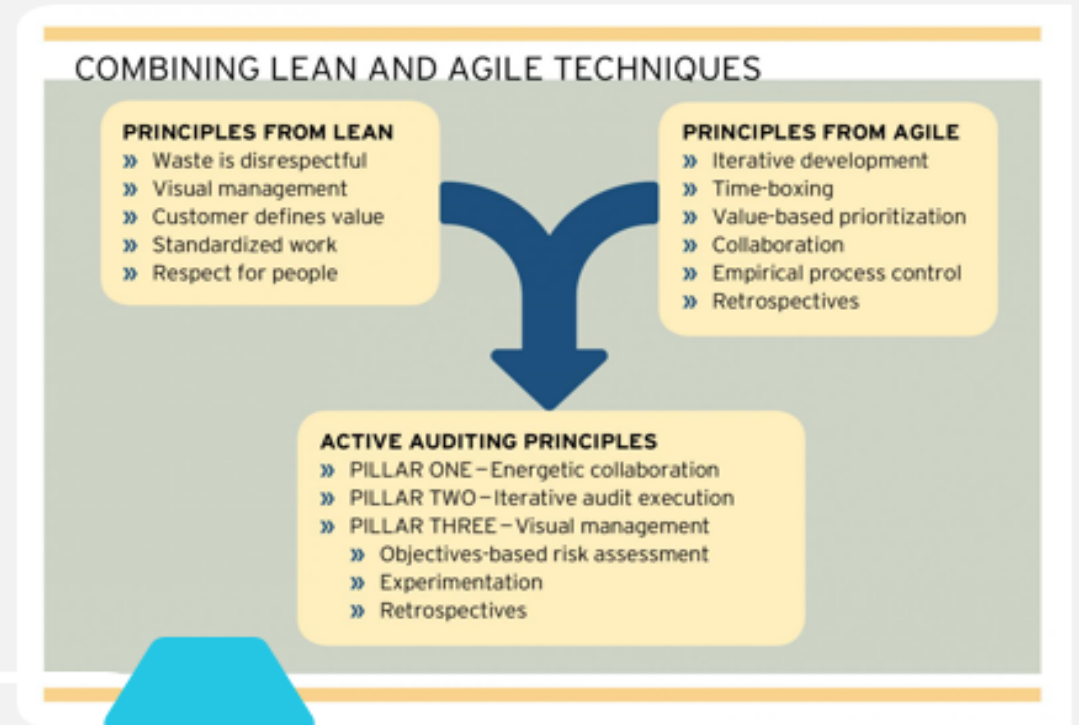 COMBINING LEAN AND AGILE TECHNIQUES
PRINCIPLES FROM LEAN
» Waste is disrespectful
» Visual management
» Customer defines value
» Standardized work
» Respect for people
PRINCIPLES FROM AGILE
» Iterative development
» Time-boxing
» Value-based prioritization
» Collaboration
» Empirical process control
» Retrospectives
ACTIVE AUDITING PRINCIPLES
» PILLAR ONE – Energetic collaboration
» PILLAR TWO – Iterative audit execution
» PILLAR THREE – Visual management
» Objectives-based risk assessment
» Experimentation
» Retrospectives